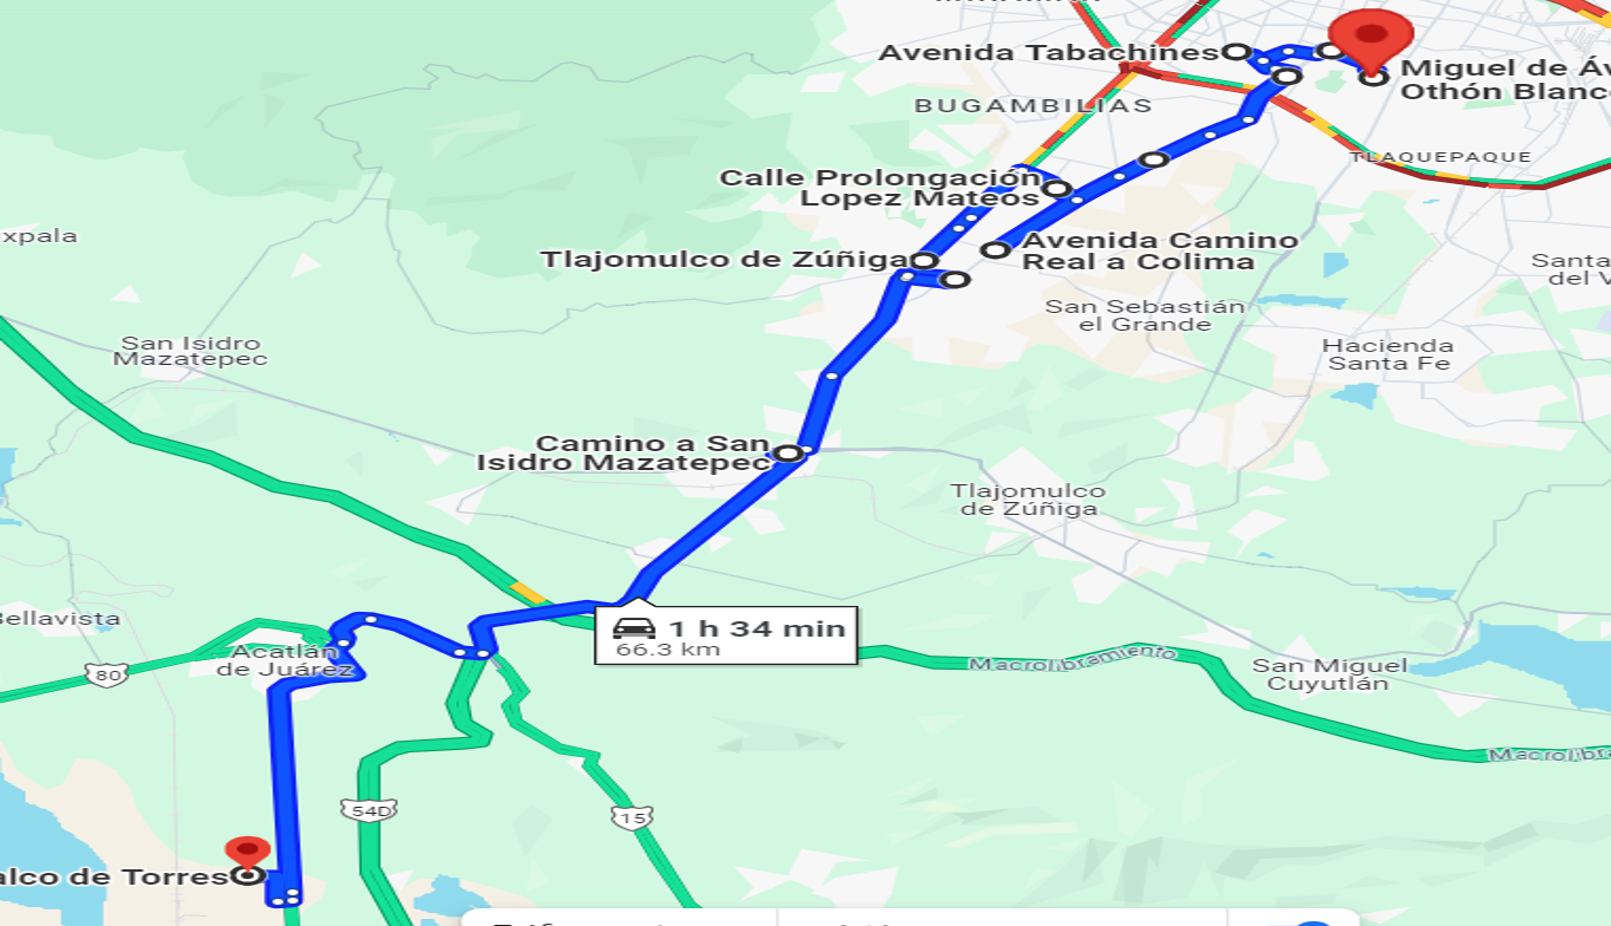 Avenida Tabachines
Miguel de Áv
Othón Blanco
BUGAMBILIAS
TLAQUEPAQUE
Calle Prolongación
Lopez Mateos
xpala
Avenida Camino
Real a Colima
Tlajomulco de Zúñiga
Santa
del V
San Sebastián
el Grande
San Isidro
Mazatepec
Hacienda
Santa Fe
Camino a San
Isidro Mazatepec
Tlajomulco
de Zúñiga
Bellavista
1 h 34 min
66.3 km
Acatlán
de Juárez
80
Macrolibramiento
San Miguel
Cuyutlán
Macrolibra
54D
15
alco de Torres